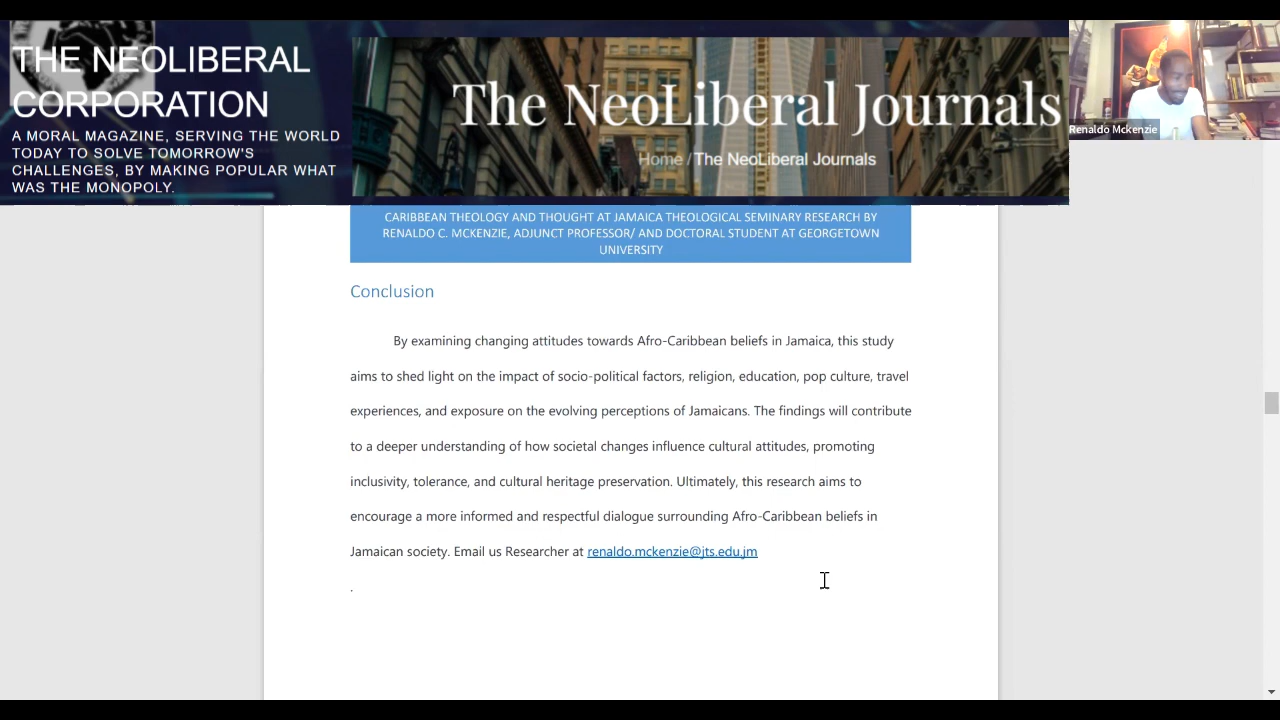 THE NEOLIBERAL
CORPORATION
A MORAL MAGAZINE, SERVING THE WORLD
TODAY TO SOLVE TOMORROW'S
CHALLENGES, BY MAKING POPULAR WHAT
WAS THE MONOPOLY.
The NeoLiberal Journals
Home / The NeoLiberal Journals
Renaldo Mckenzie
CARIBBEAN THEOLOGY AND THOUGHT AT JAMAICA THEOLOGICAL SEMINARY RESEARCH BY
RENALDO C. MCKENZIE, ADJUNCT PROFESSOR/ AND DOCTORAL STUDENT AT GEORGETOWN
UNIVERSITY
Conclusion
By examining changing attitudes towards Afro-Caribbean beliefs in Jamaica, this study
aims to shed light on the impact of socio-political factors, religion, education, pop culture, travel
experiences, and exposure on the evolving perceptions of Jamaicans. The findings will contribute
to a deeper understanding of how societal changes influence cultural attitudes, promoting
inclusivity, tolerance, and cultural heritage preservation. Ultimately, this research aims to
encourage a more informed and respectful dialogue surrounding Afro-Caribbean beliefs in
Jamaican society. Email us Researcher at renaldo.mckenzie@jts.edu.jm
.